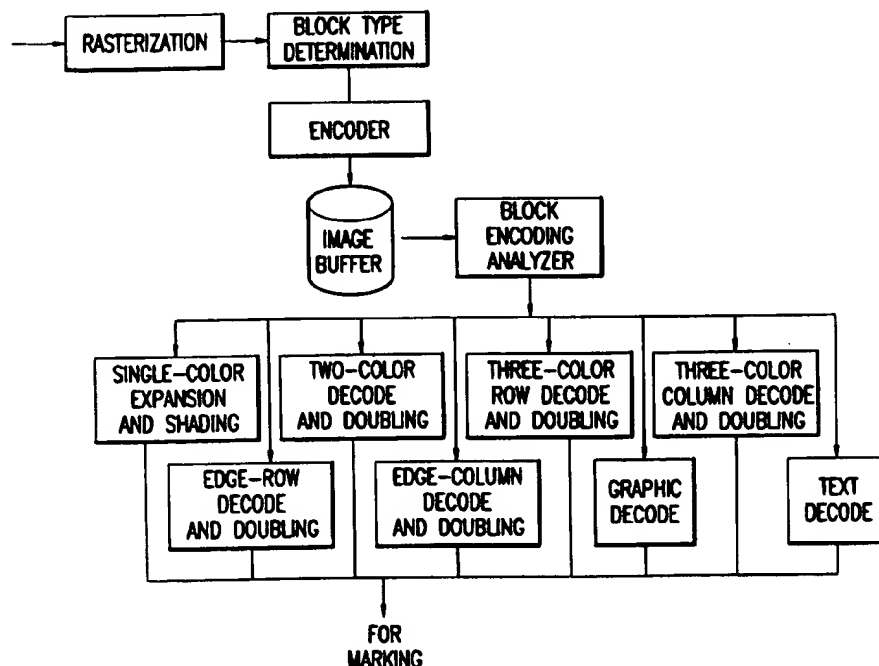 RASTERIZATION
BLOCK TYPE
DETERMINATION
ENCODER
IMAGE
BUFFER
BLOCK
ENCODING
ANALYZER
SINGLE-COLOR
EXPANSION
AND SHADING
TWO-COLOR
DECODE
AND DOUBLING
THREE-COLOR
ROW DECODE
AND DOUBLING
THREE-COLOR
COLUMN DECODE
AND DOUBLING
EDGE-ROW
DECODE
AND DOUBLING
EDGE-COLUMN
DECODE
AND DOUBLING
GRAPHIC
DECODE
TEXT
DECODE
FOR
MARKING